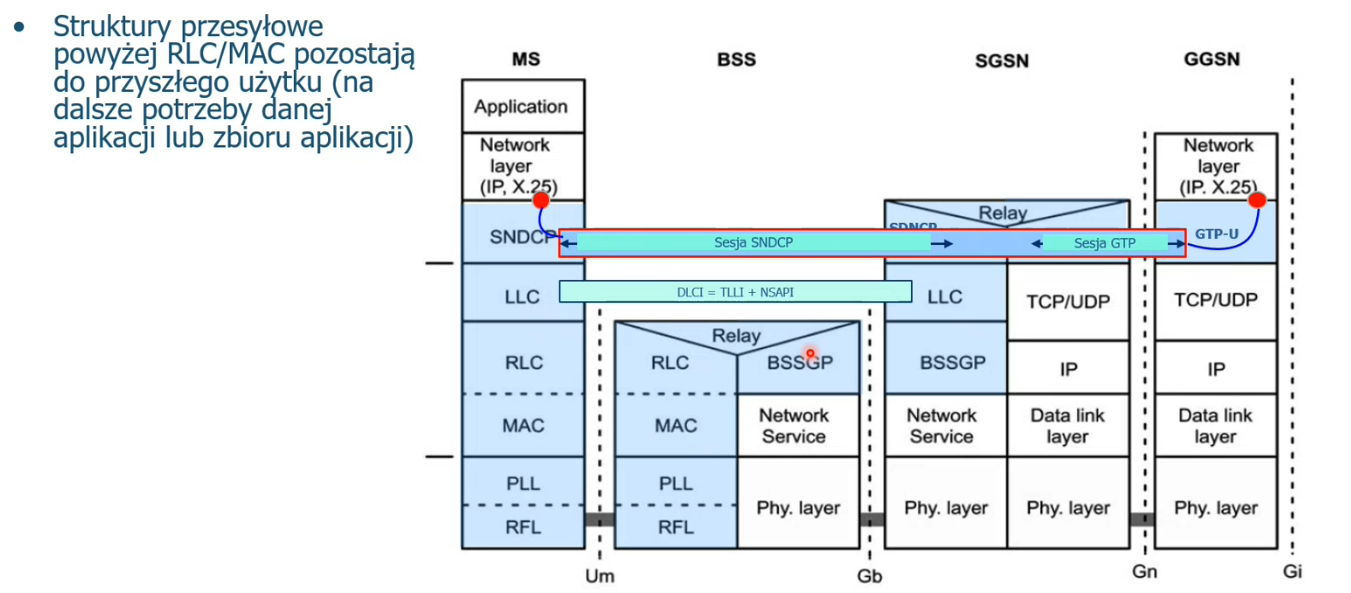 • Struktury przesyłowe
powyżej RLC/MAC pozostają
do przyszłego użytku (na
dalsze potrzeby danej
aplikacji lub zbioru aplikacji)
MS
BSS
SGSN
GGSN
Application
Network
layer
(IP, X.25)
Network
layer
(IP. X.25)
Relay
SNDCP
SDNCP
GTP-U
Sesja SNDCP
Sesja GTP
LLC
DLCI = TLLI + NSAPI
LLC
TCP/UDP
TCP/UDP
Relay
RLC
RLC
BSSGP
BSSGP
IP
IP
MAC
MAC
Network
Service
Network
Service
Data link
layer
Data link
layer
PLL
PLL
Phy. layer
Phy. layer
Phy. layer
Phy. layer
RFL
RFL
Um
Gb
Gn
Gi